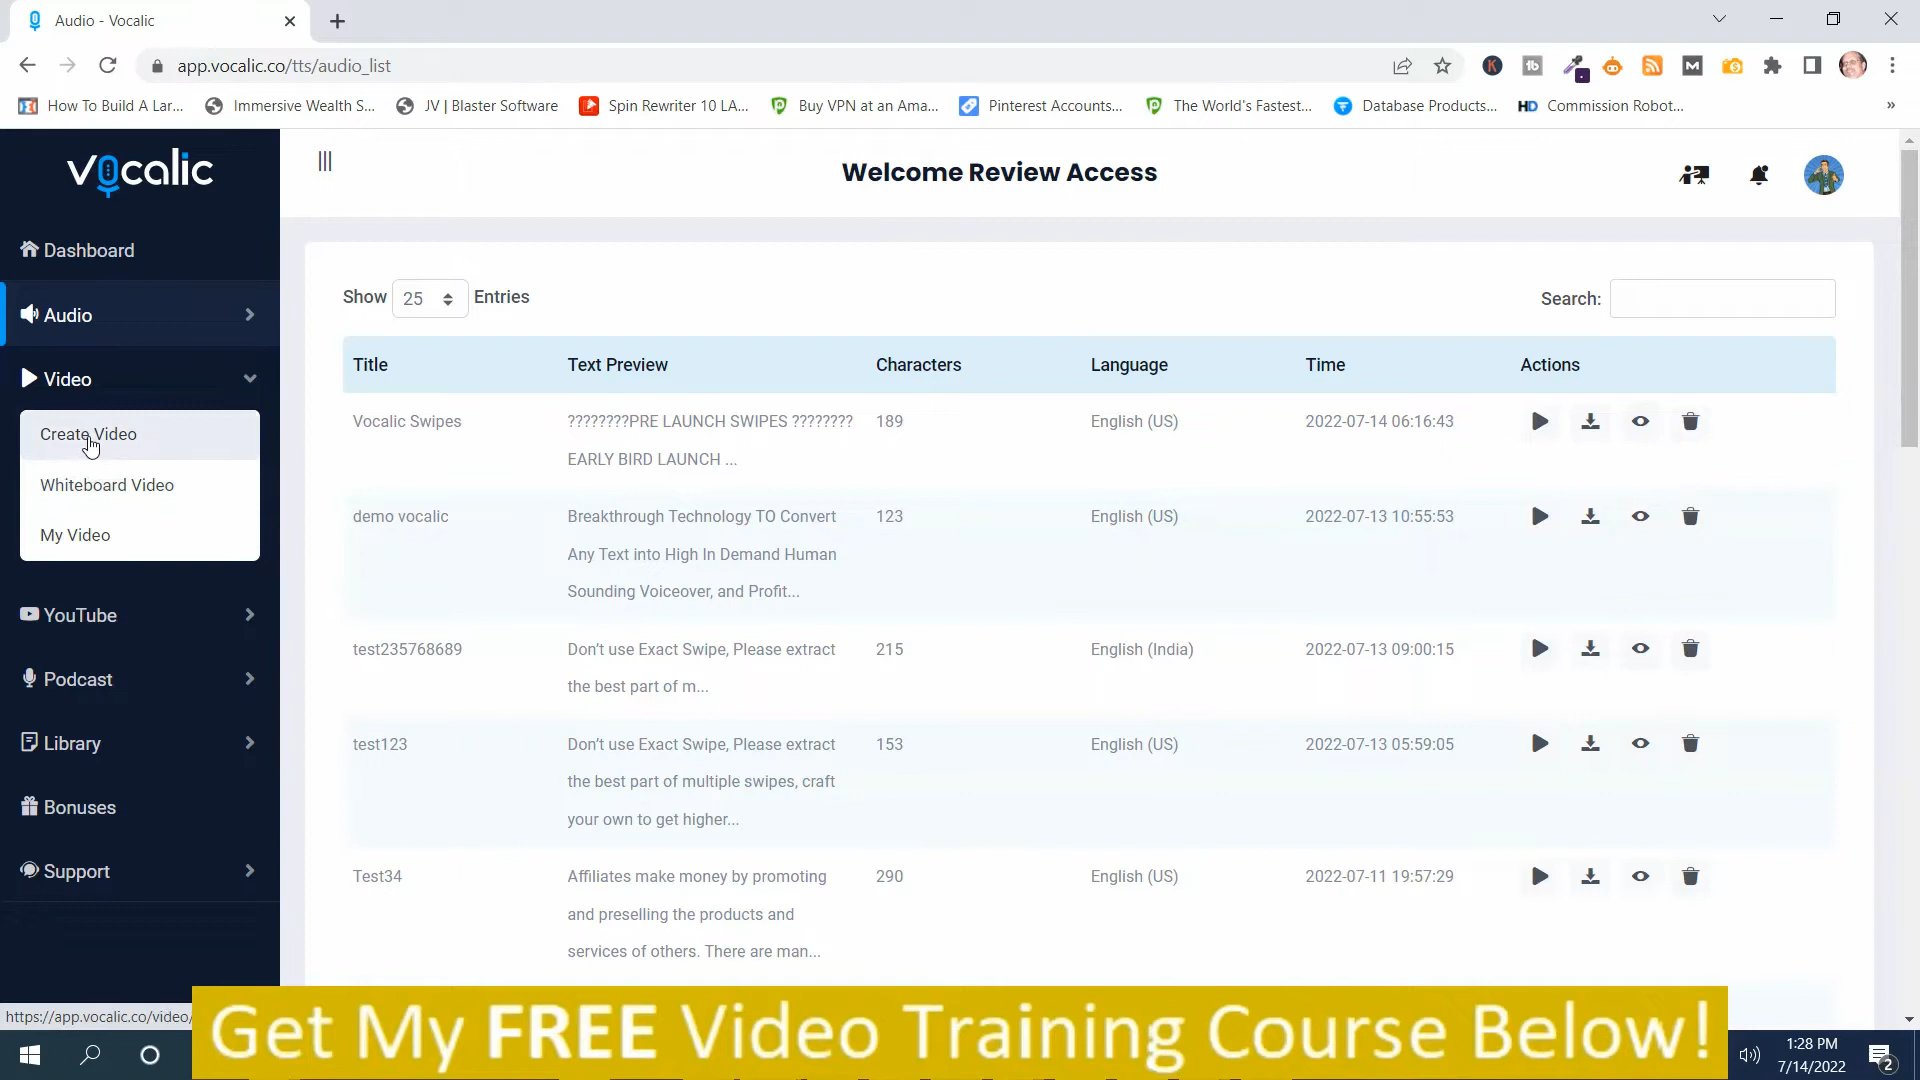 Audio - Vocalic
app.vocalic.co/tts/audio_list
How To Build A Lar... Immersive Wealth S... JV | Blaster Software Spin Rewriter 10 LA... Buy VPN at an Ama... Pinterest Accounts... The World's Fastest... Database Products... HD Commission Robot... »
vocalic
Welcome Review Access
Dashboard
Audio
Video
Create Video
Whiteboard Video
My Video
YouTube
Podcast
Library
Bonuses
Support
Show 25 Entries
Search:
Title Text Preview Characters Language Time Actions
Vocalic Swipes ????????PRE LAUNCH SWIPES ???????? 189 English (US) 2022-07-14 06:16:43
EARLY BIRD LAUNCH ...
demo vocalic Breakthrough Technology TO Convert 123 English (US) 2022-07-13 10:55:53
Any Text into High In Demand Human
Sounding Voiceover, and Profit...
test235768689 Don't use Exact Swipe, Please extract 215 English (India) 2022-07-13 09:00:15
the best part of m...
test123 Don't use Exact Swipe, Please extract 153 English (US) 2022-07-13 05:59:05
the best part of multiple swipes, craft
your own to get higher...
Test34 Affiliates make money by promoting 290 English (US) 2022-07-11 19:57:29
and preselling the products and
services of others. There are man...
https://app.vocalic.co/video/
Get My FREE Video Training Course Below!
1:28 PM
7/14/2022
2